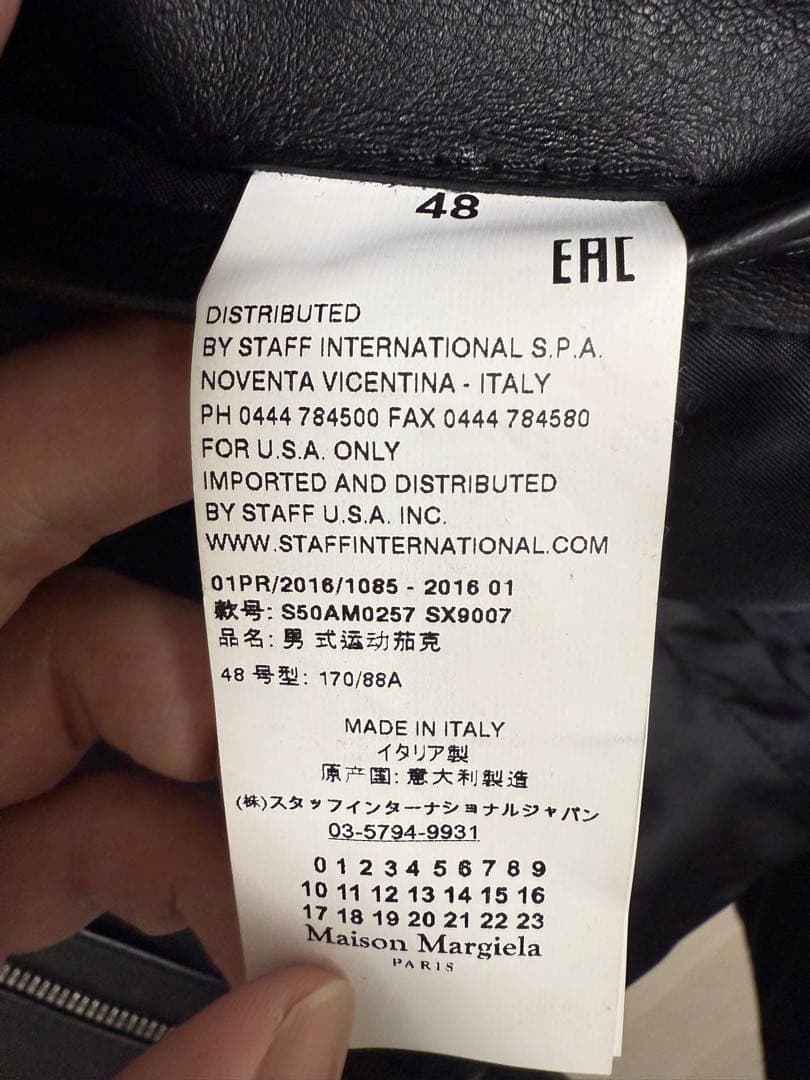 48
EAC
DISTRIBUTED
BY STAFF INTERNATIONAL S.P.A.
NOVENTA VICENTINA - ITALY
PH 0444 784500 FAX 0444 784580
FOR U.S.A. ONLY
IMPORTED AND DISTRIBUTED
BY STAFF U.S.A. INC.
WWW.STAFFINTERNATIONAL.COM
01PR/2016/1085 - 2016 01
款号: S50AM0257 SX9007
品名: 男 式运动茄克
48 号型: 170/88A
MADE IN ITALY
イタリア製
原产国: 意大利製造
(株)スタッフインターナショナルジャパン
03-5794-9931
0 1 2 3 4 5 6 7 8 9
10 11 12 13 14 15 16
17 18 19 20 21 22 23
Maison Margiela
PARIS